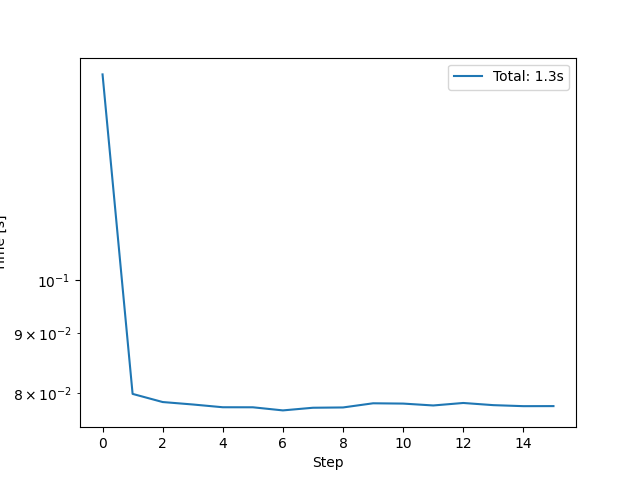 Total: 1.3s
Time [s]
10⁻¹
9 × 10⁻²
8 × 10⁻²
0 2 4 6 8 10 12 14
Step